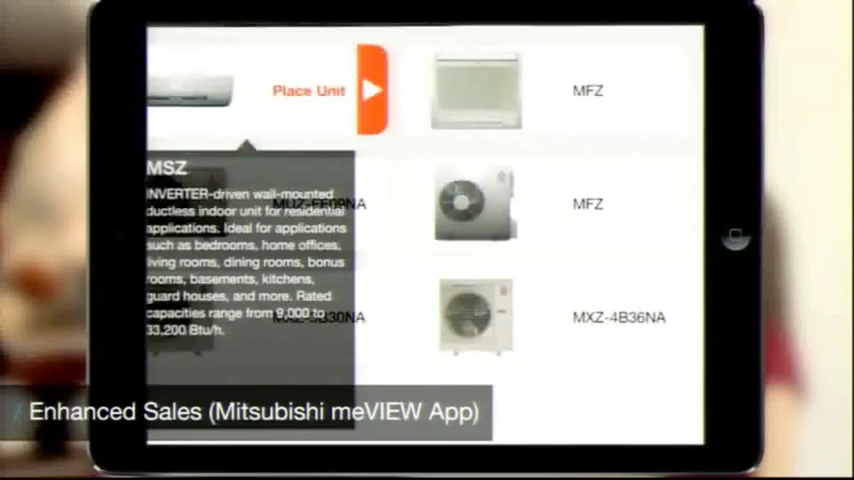 Place Unit
MFZ
MSZ
INVERTER-driven wall-mounted
ductless indoor unit for residential
applications. Ideal for applications
such as bedrooms, home offices,
living rooms, dining rooms, bonus
rooms, basements, kitchens,
guard houses, and more. Rated
capacities range from 9,000 to
33,200 Btu/h.
MUZ-FE09NA
MFZ
MXZ-4B36NA
/ Enhanced Sales (Mitsubishi meVIEW App)